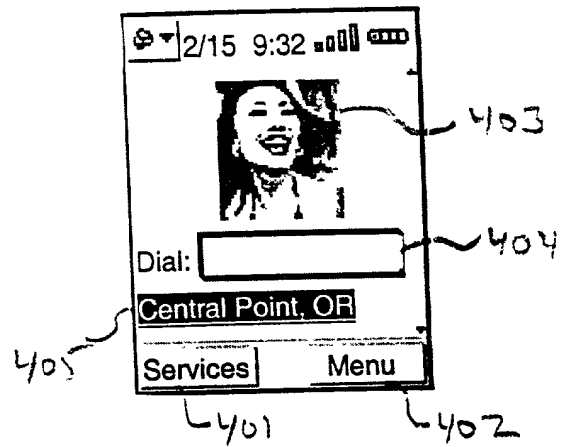 2/15 9:32
403
Dial:
404
Central Point, OR
405
Services Menu
401 402